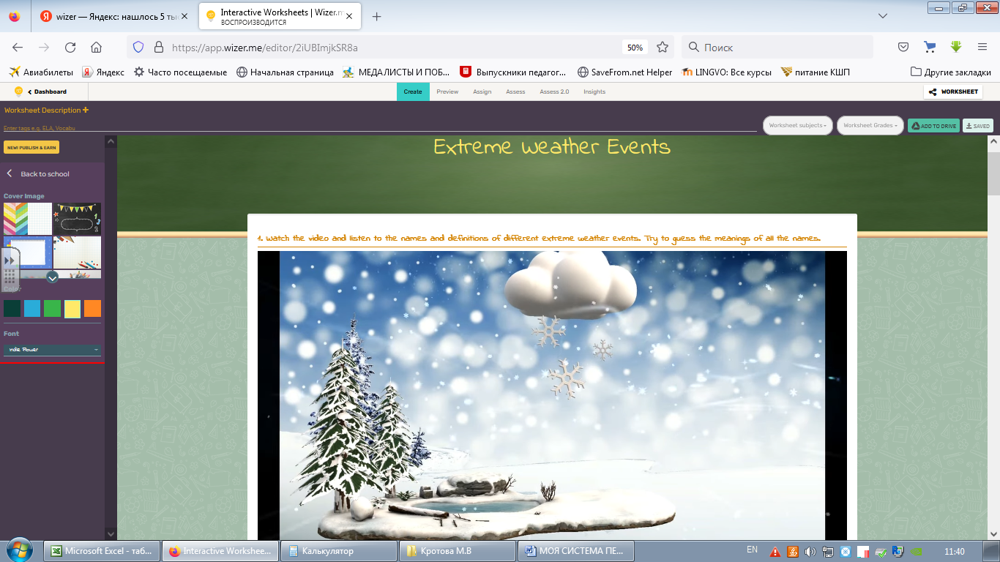 wizer — Яндекс: нашлось 5 ты
Interactive Worksheets | Wizer.m
ВОСПРОИЗВОДИТСЯ
https://app.wizer.me/editor/2iUBImjkSR8a
50%
Поиск
Авиабилеты
Яндекс
Часто посещаемые
Начальная страница
МЕДАЛИСТЫ И ПОБ...
Выпускники педагог...
SaveFrom.net Helper
LINGVO: Все курсы
питание КШП
Другие закладки
Dashboard
Create
Preview
Assign
Assess
Assess 2.0
Insights
WORKSHEET
Worksheet Description +
Enter tags e.g. ELA, Vocabu
Worksheet subjects
Worksheet Grades
ADD TO DRIVE
SAVED
NEW! PUBLISH & EARN
Back to school
Cover Image
Color
Font
Indie Flower
Extreme Weather Events
1. Watch the video and listen to the names and definitions of different extreme weather events. Try to guess the meanings of all the names.
Microsoft Excel - таб...
Interactive Workshee...
Калькулятор
Кротова М.В
МОЯ СИСТЕМА ПЕ...
EN
11:40